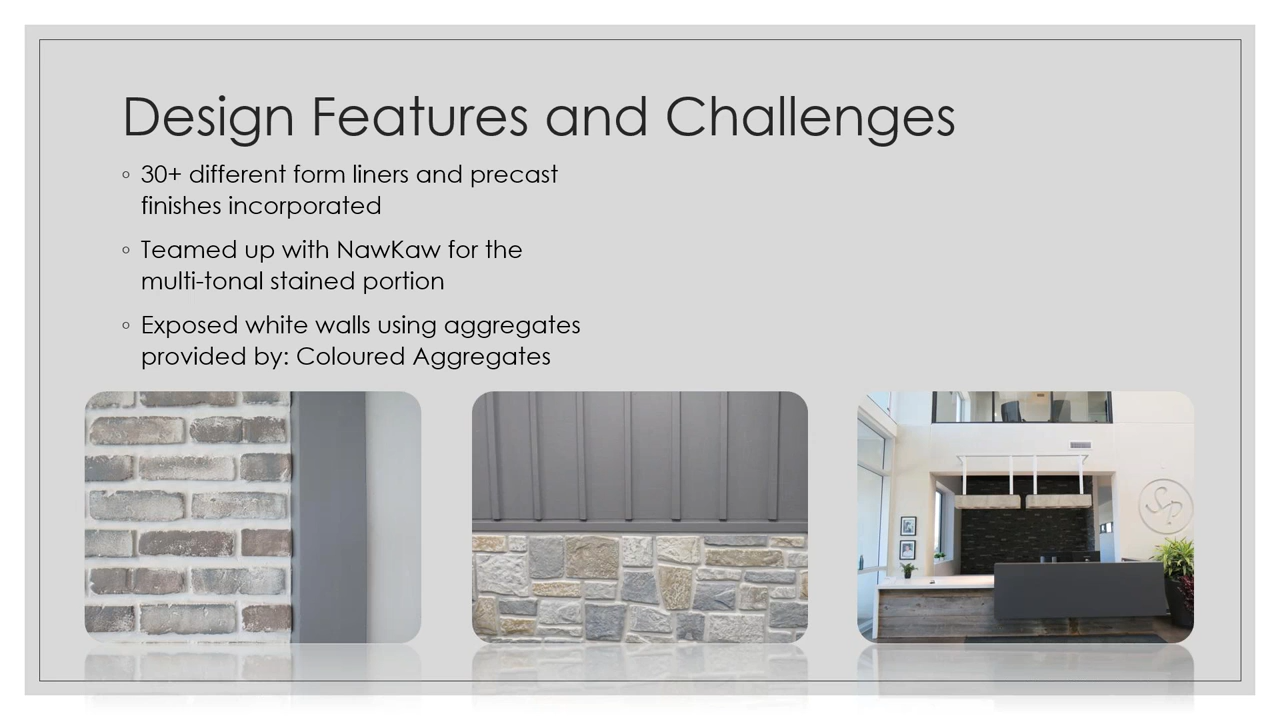 Design Features and Challenges
◦ 30+ different form liners and precast
finishes incorporated
◦ Teamed up with NawKaw for the
multi-tonal stained portion
◦ Exposed white walls using aggregates
provided by: Coloured Aggregates
Sp